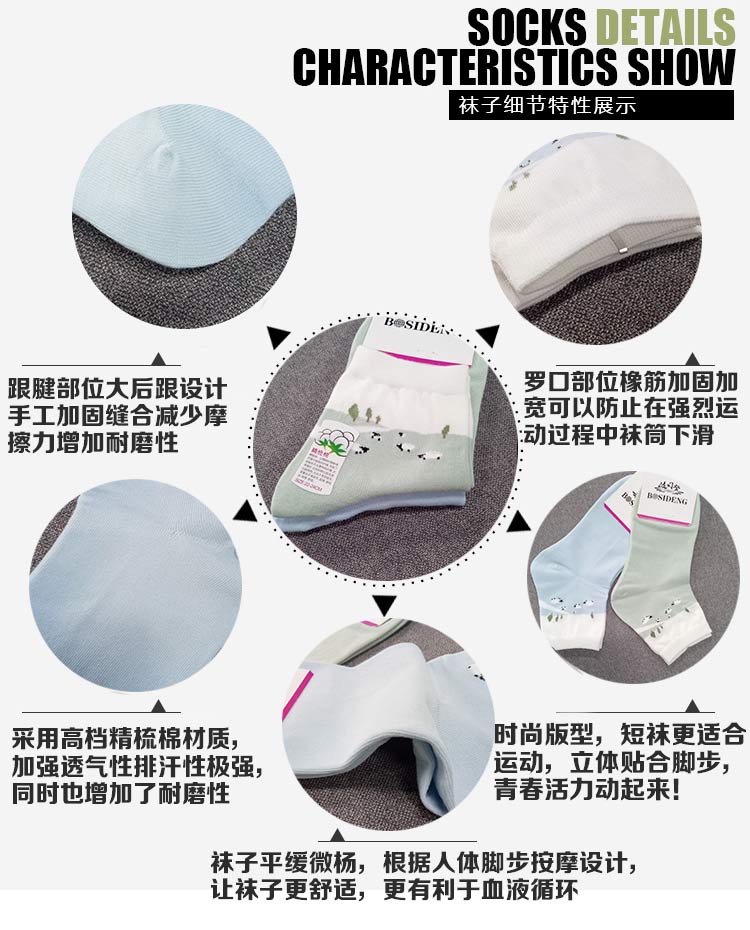 SOCKS DETAILS
CHARACTERISTICS SHOW
袜子细节特性展示
BOSIDEN
跟腱部位大后跟设计
手工加固缝合减少摩
擦力增加耐磨性
罗口部位橡筋加固加
宽可以防止在强烈运
动过程中袜筒下滑
精梳棉
SIZE:22-24CM
BOSIDENG
采用高档精梳棉材质，
加强透气性排汗性极强，
同时也增加了耐磨性
时尚版型，短袜更适合
运动，立体贴合脚步，
青春活力动起来！
袜子平缓微杨，根据人体脚步按摩设计，
让袜子更舒适，更有利于血液循环